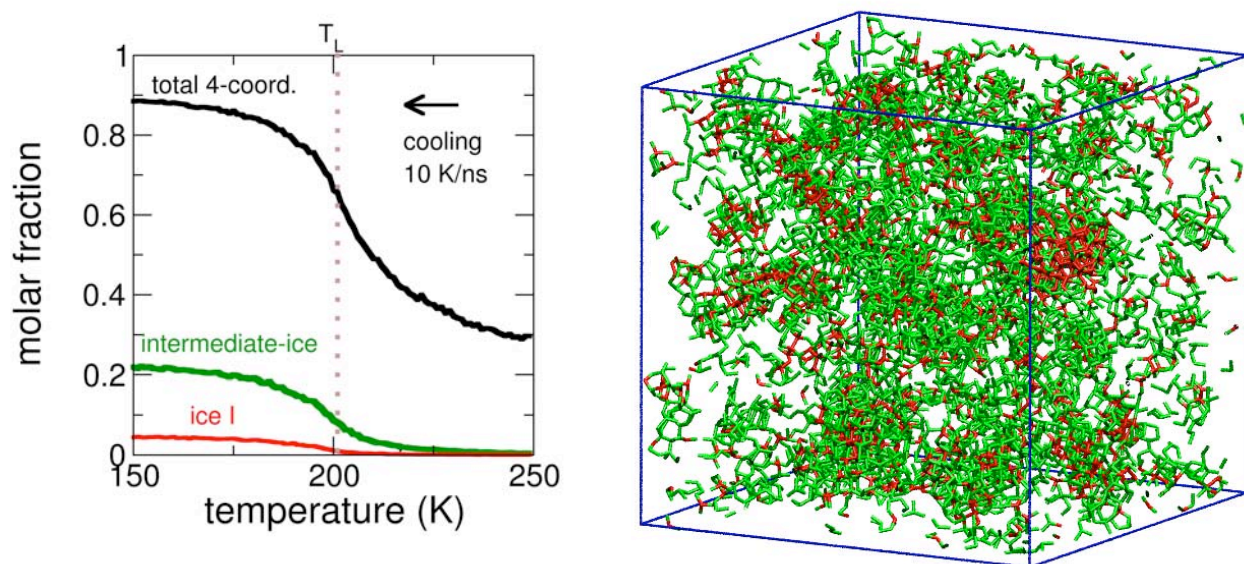 T_L
1
total 4-coord.
0.8
cooling
10 K/ns
0.6
molar fraction
0.4
intermediate-ice
0.2
ice I
0
150 200 250
temperature (K)